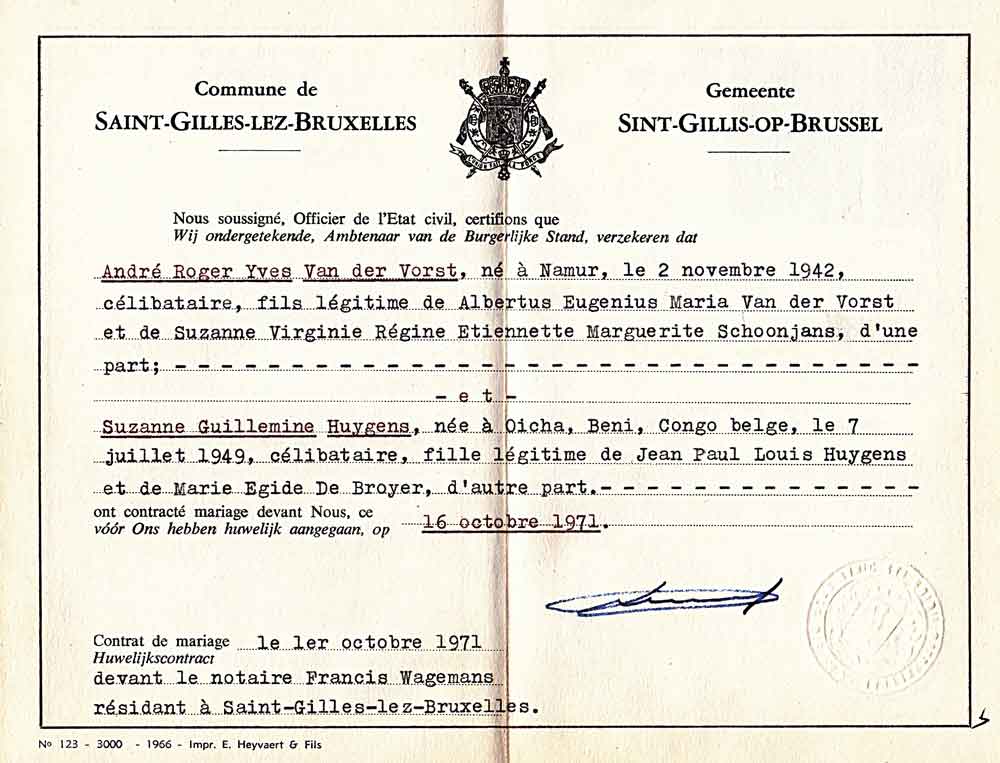 Commune de
SAINT-GILLES-LEZ-BRUXELLES
Gemeente
SINT-GILLIS-OP-BRUSSEL
Nous soussigné, Officier de l'Etat civil, certifions que
Wij ondergetekende, Ambtenaar van de Burgerlijke Stand, verzekeren dat
André Roger Yves Van der Vorst, né à Namur, le 2 novembre 1942,
célibataire, fils légitime de Albertus Eugenius Maria Van der Vorst
et de Suzanne Virginie Régine Etiennette Marguerite Schoonjans, d'une
part; - - - - - - - - - - - - - - - - - - - - - - - - - - - -
- e t -
Suzanne Guillemine Huygens, née à Oicha, Beni, Congo belge, le 7
juillet 1949, célibataire, fille légitime de Jean Paul Louis Huygens
et de Marie Egide De Broyer, d'autre part.- - - - - - - - - - - -
ont contracté mariage devant Nous, ce
vóór Ons hebben huwelijk aangegaan, op
16 octobre 1971.
Contrat de mariage le 1er octobre 1971
Huwelijkscontract
devant le notaire Francis Wagemans
résidant à Saint-Gilles-lez-Bruxelles.
Nº 123 - 3000 - 1966 - Impr. E. Heyvaert & Fils